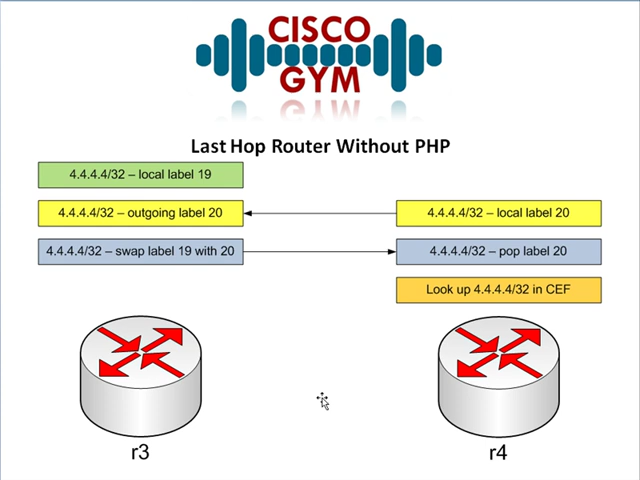 CISCO
GYM
Last Hop Router Without PHP
4.4.4.4/32 – local label 19
4.4.4.4/32 – outgoing label 20
4.4.4.4/32 – local label 20
4.4.4.4/32 – swap label 19 with 20
4.4.4.4/32 – pop label 20
Look up 4.4.4.4/32 in CEF
r3
r4